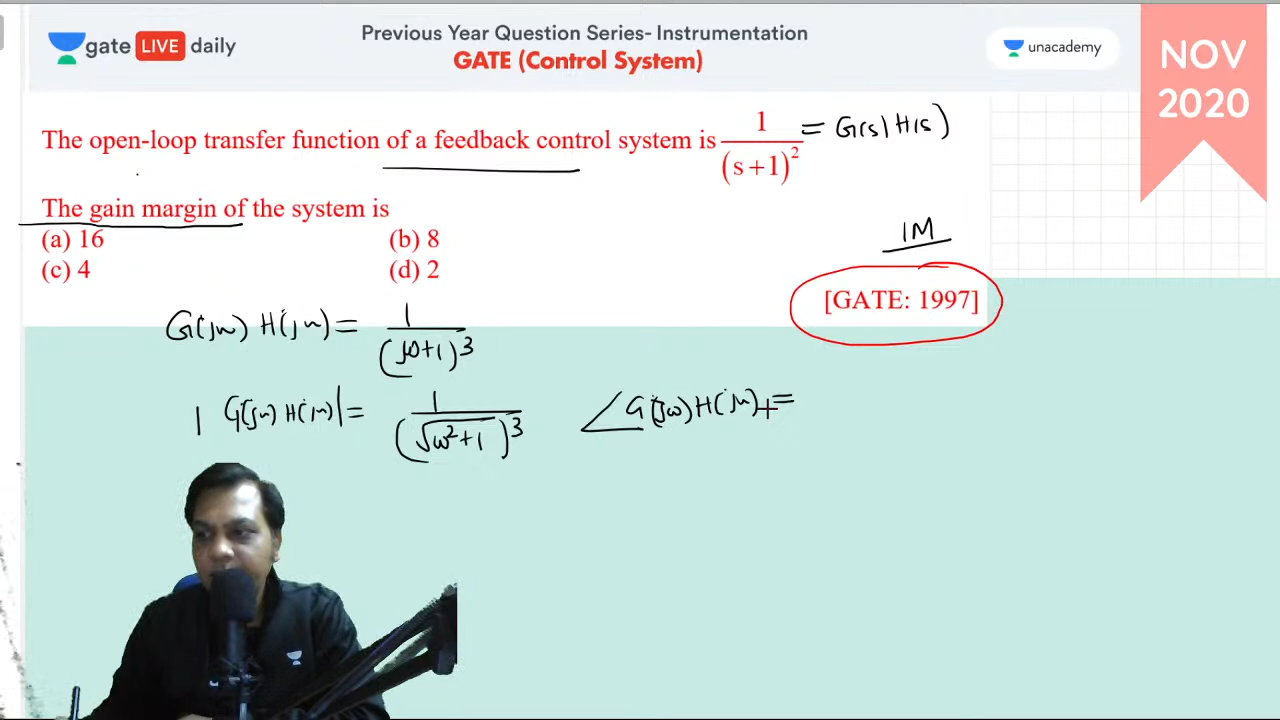 gate LIVE daily
Previous Year Question Series- Instrumentation
GATE (Control System)
unacademy
NOV
2020
The open-loop transfer function of a feedback control system is 1/(s+1)^2 = G(s)H(s)
The gain margin of the system is
1M
(a) 16 (b) 8
(c) 4 (d) 2
[GATE: 1997]
G(jω) H(jω) = 1/(jω+1)^3
|G(jω) H(jω)| = 1/(√ω²+1)^3 ∠G(jω)H(jω) =